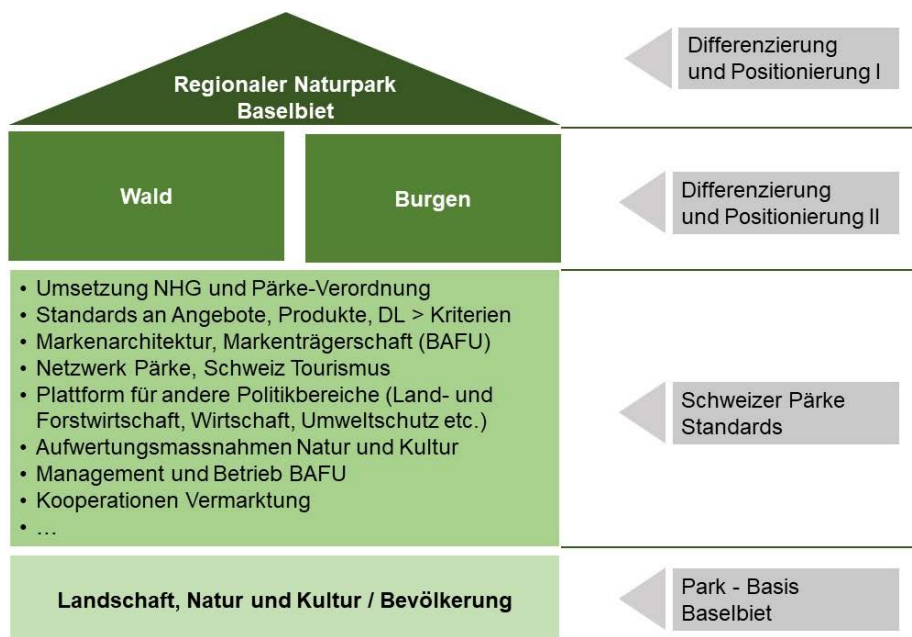 Regionaler Naturpark
Baselbiet
Differenzierung
und Positionierung I
Wald
Burgen
Differenzierung
und Positionierung II
• Umsetzung NHG und Pärke-Verordnung
• Standards an Angebote, Produkte, DL > Kriterien
• Markenarchitektur, Markenträgerschaft (BAFU)
• Netzwerk Pärke, Schweiz Tourismus
• Plattform für andere Politikbereiche (Land- und
Forstwirtschaft, Wirtschaft, Umweltschutz etc.)
• Aufwertungsmassnahmen Natur und Kultur
• Management und Betrieb BAFU
• Kooperationen Vermarktung
• …
Schweizer Pärke
Standards
Landschaft, Natur und Kultur / Bevölkerung
Park - Basis
Baselbiet